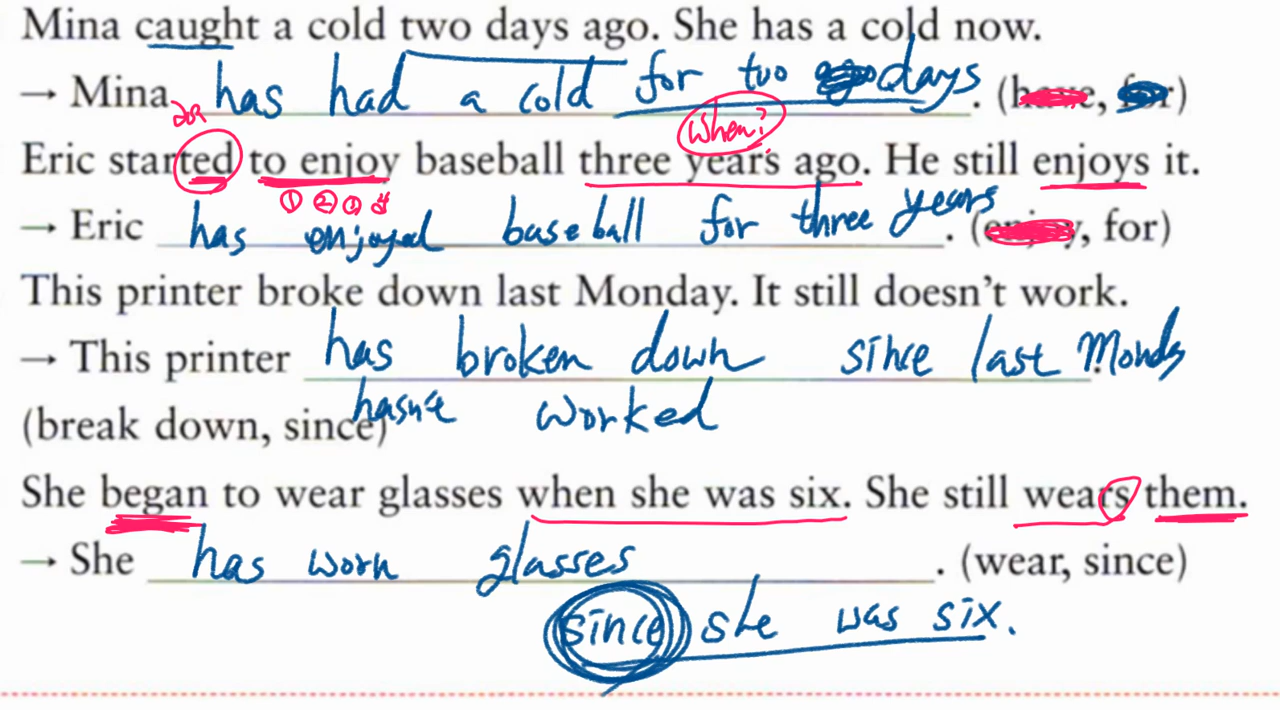 Mina caught a cold two days ago. She has a cold now.
→ Mina has had a cold for two days. (have, for)
When?
Eric started to enjoy baseball three years ago. He still enjoys it.
① ② ③
→ Eric has enjoyed baseball for three years. (enjoy, for)
This printer broke down last Monday. It still doesn't work.
→ This printer has broken down since last Monday.
(break down, since) hasn't worked
She began to wear glasses when she was six. She still wears them.
→ She has worn glasses. (wear, since)
since she was six.